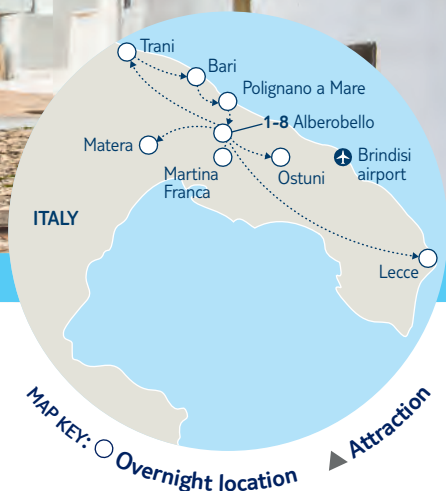 Trani
Bari
Polignano a Mare
1-8 Alberobello
Matera
Martina
Franca
Ostuni
Brindisi
airport
ITALY
Lecce
MAP KEY: Overnight location Attraction